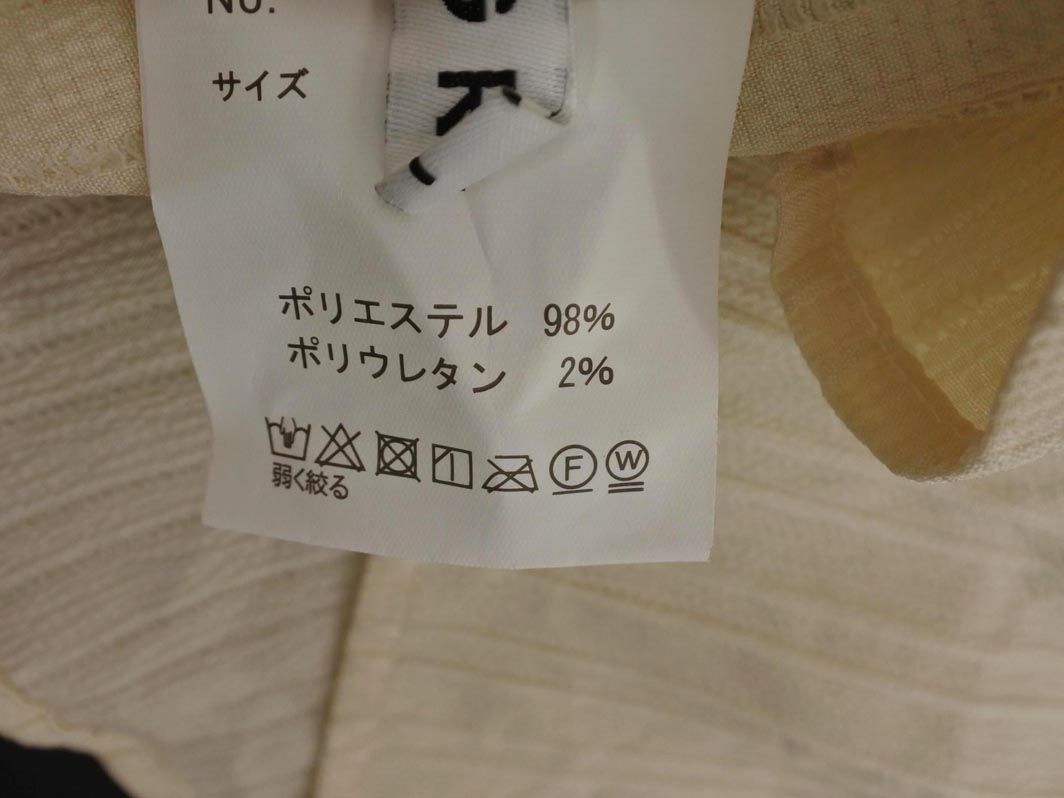 No.
サイズ
GK
ポリエステル 98%
ポリウレタン 2%
F W
弱く絞る